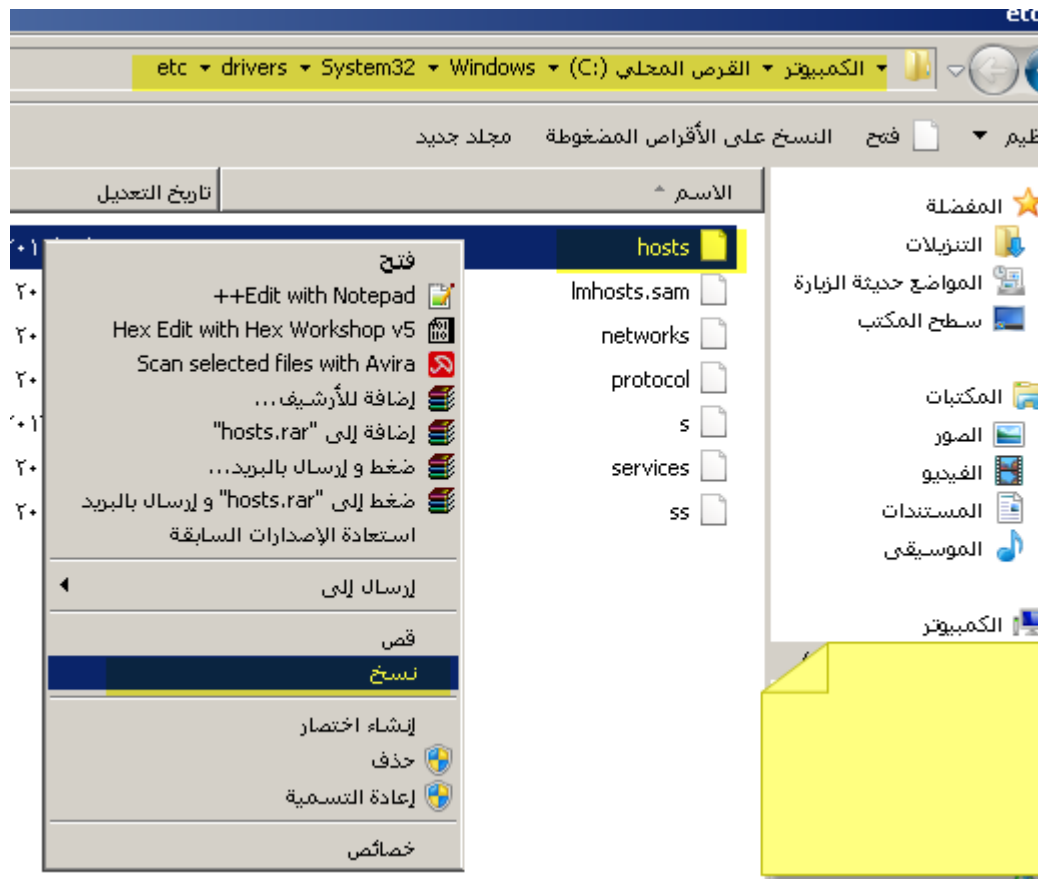 etc
الكمبيوتر ▾ القرص المحلي (C:) ▾ Windows ▾ System32 ▾ drivers ▾ etc
ظيم ▾ فتح النسخ على الأقراص المضغوطة مجلد جديد
المفضلة
التنزيلات
المواضع حديثة الزيارة
سطح المكتب
المكتبات
الصور
الفيديو
المستندات
الموسيقى
الكمبيوتر
الاسم تاريخ التعديل
hosts
lmhosts.sam
networks
protocol
s
services
ss
فتح
Edit with Notepad++
Hex Edit with Hex Workshop v5
Scan selected files with Avira
إضافة للأرشيف...
إضافة إلى "hosts.rar"
ضغط و إرسال بالبريد...
ضغط إلى "hosts.rar" و إرسال بالبريد
استعادة الإصدارات السابقة
إرسال إلى
قص
نسخ
إنشاء اختصار
حذف
إعادة التسمية
خصائص